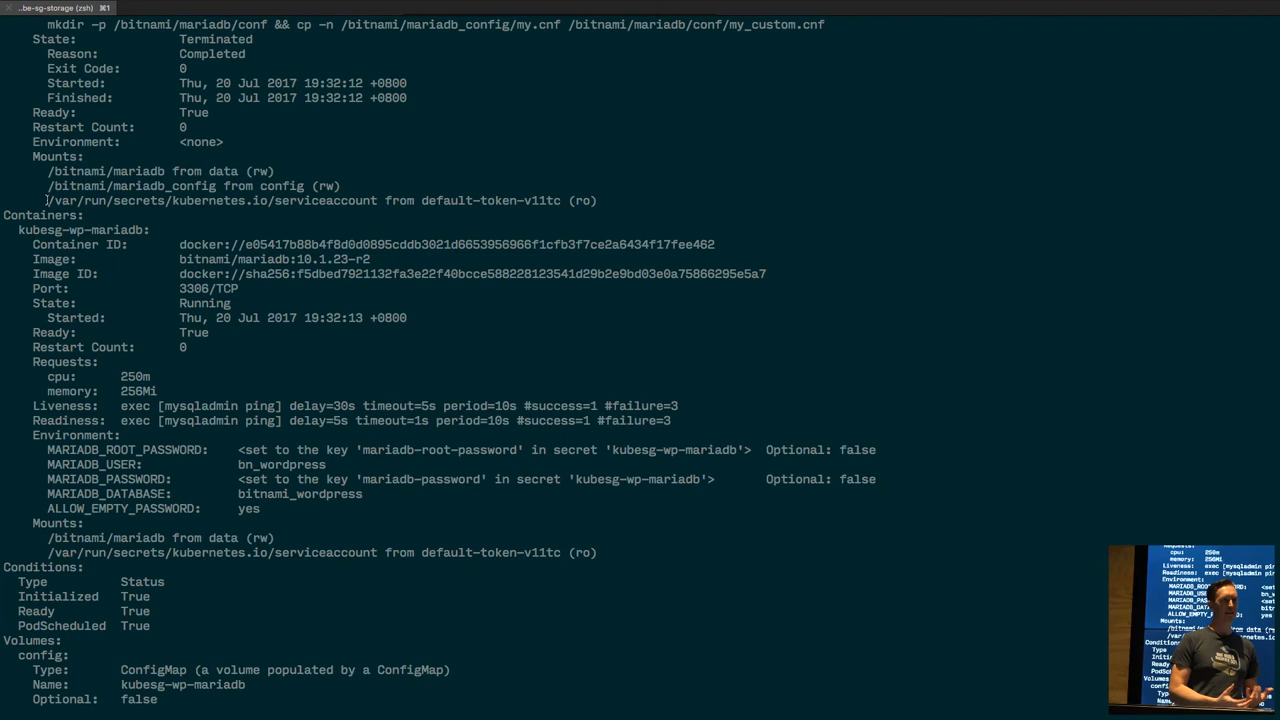 ..be-sg-storage (zsh) ⌘1
mkdir -p /bitnami/mariadb/conf && cp -n /bitnami/mariadb_config/my.cnf /bitnami/mariadb/conf/my_custom.cnf
State: Terminated
Reason: Completed
Exit Code: 0
Started: Thu, 20 Jul 2017 19:32:12 +0800
Finished: Thu, 20 Jul 2017 19:32:12 +0800
Ready: True
Restart Count: 0
Environment: <none>
Mounts:
/bitnami/mariadb from data (rw)
/bitnami/mariadb_config from config (rw)
/var/run/secrets/kubernetes.io/serviceaccount from default-token-v11tc (ro)
Containers:
kubesg-wp-mariadb:
Container ID: docker://e05417b88b4f8d0d0895cddb3021d6653956966f1cfb3f7ce2a6434f17fee462
Image: bitnami/mariadb:10.1.23-r2
Image ID: docker://sha256:f5dbed7921132fa3e22f40bcce588228123541d29b2e9bd03e0a75866295e5a7
Port: 3306/TCP
State: Running
Started: Thu, 20 Jul 2017 19:32:13 +0800
Ready: True
Restart Count: 0
Requests:
cpu: 250m
memory: 256Mi
Liveness: exec [mysqladmin ping] delay=30s timeout=5s period=10s #success=1 #failure=3
Readiness: exec [mysqladmin ping] delay=5s timeout=1s period=10s #success=1 #failure=3
Environment:
MARIADB_ROOT_PASSWORD: <set to the key 'mariadb-root-password' in secret 'kubesg-wp-mariadb'> Optional: false
MARIADB_USER: bn_wordpress
MARIADB_PASSWORD: <set to the key 'mariadb-password' in secret 'kubesg-wp-mariadb'> Optional: false
MARIADB_DATABASE: bitnami_wordpress
ALLOW_EMPTY_PASSWORD: yes
Mounts:
/bitnami/mariadb from data (rw)
/var/run/secrets/kubernetes.io/serviceaccount from default-token-v11tc (ro)
Conditions:
Type Status
Initialized True
Ready True
PodScheduled True
Volumes:
config:
Type: ConfigMap (a volume populated by a ConfigMap)
Name: kubesg-wp-mariadb
Optional: false